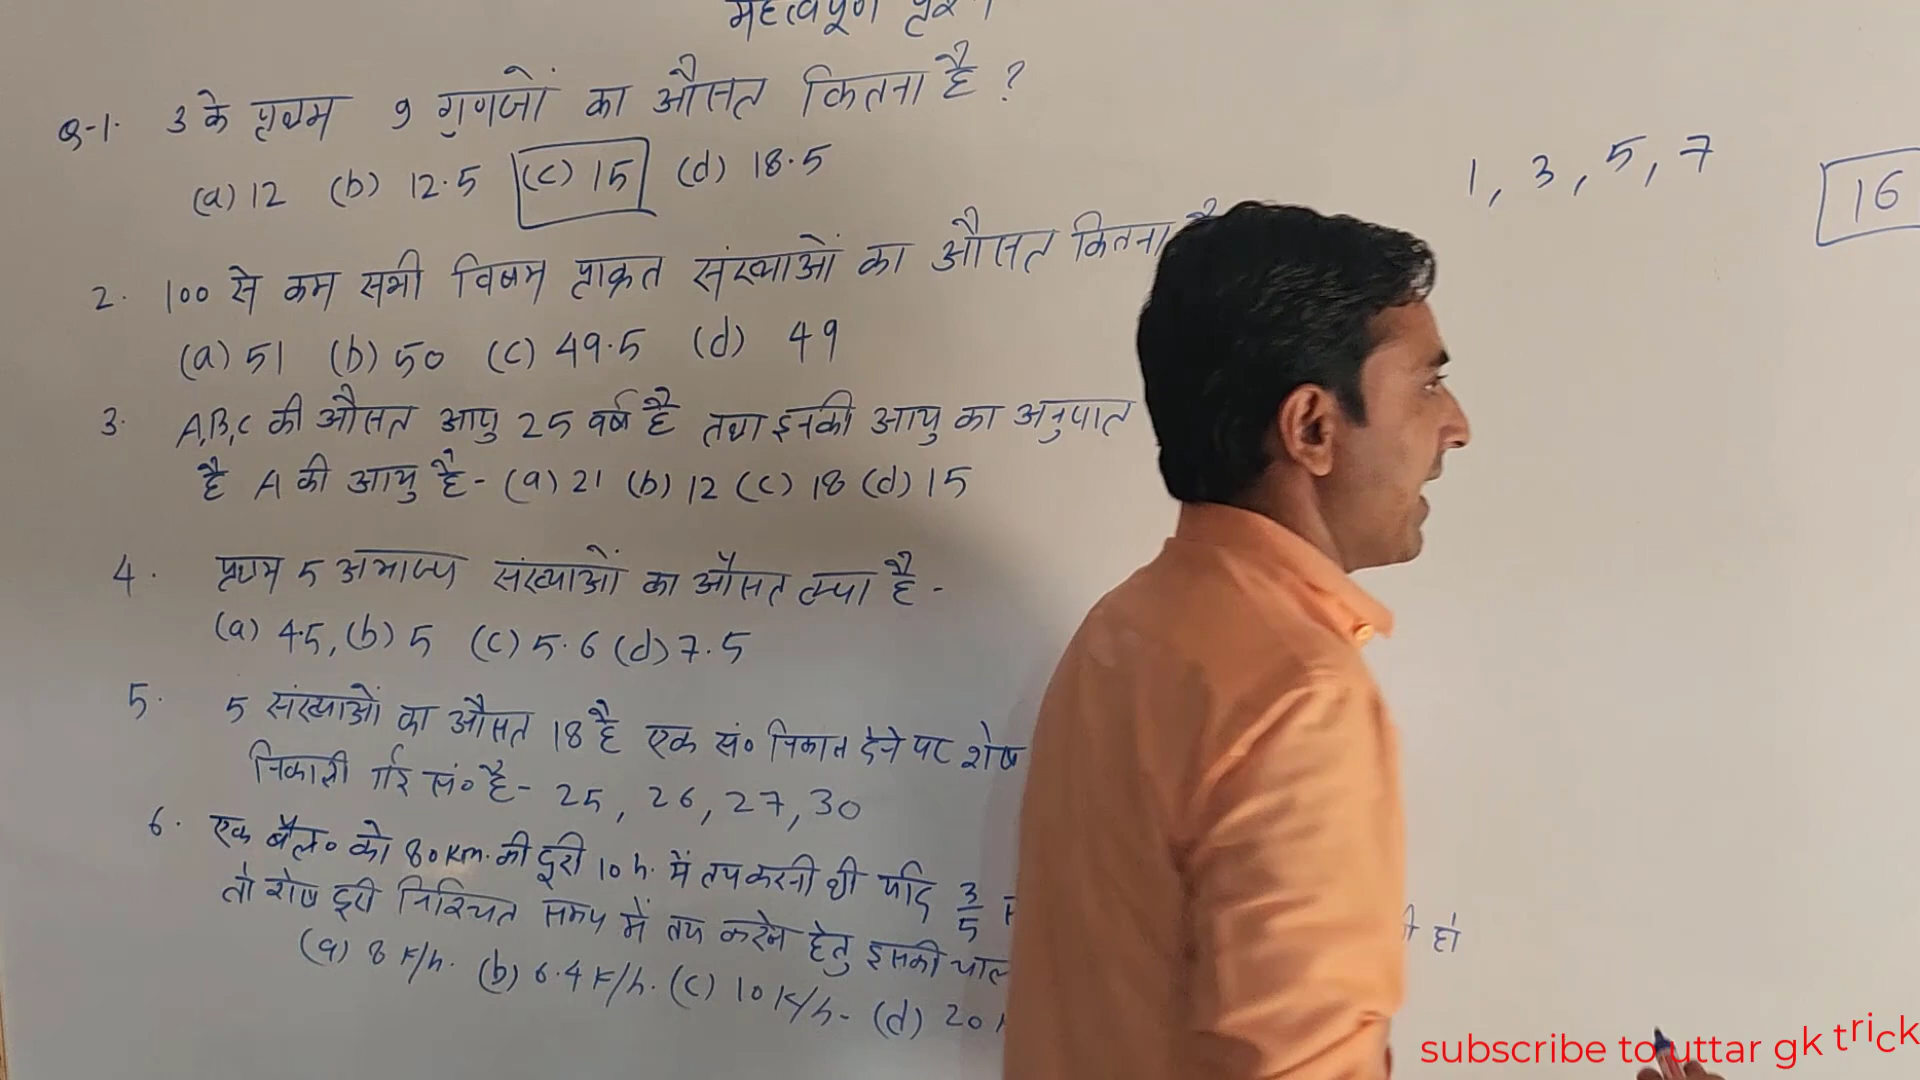 महत्वपूर्ण प्रश्न
Q-1. 3 के प्रथम 9 गुणजों का औसत कितना है ?
(a) 12 (b) 12.5 (c) 15 (d) 18.5
1, 3, 5, 7
16
2. 100 से कम सभी विषम प्राकृत संख्याओं का औसत कितना है
(a) 51 (b) 50 (c) 49.5 (d) 49
3. A,B,C की औसत आयु 25 वर्ष है तथा इनकी आयु का अनुपात
है A की आयु है- (a) 21 (b) 12 (c) 18 (d) 15
4. प्रथम 5 अभाज्य संख्याओं का औसत क्या है -
(a) 4.5, (b) 5 (c) 5.6 (d) 7.5
5. 5 संख्याओं का औसत 18 है एक सं० निकाल देने पर शेष
निकाली गई सं० है- 25, 26, 27, 30
6. एक बैल० को 80 Km. की दूरी 10 h. में तय करनी थी यदि 3/5
तो शेष दूरी निश्चित समय में तय करने हेतु इसकी चाल
हो
(a) 8 K/h. (b) 6.4 K/h. (c) 10 K/h- (d) 20
subscribe to uttar gk trick